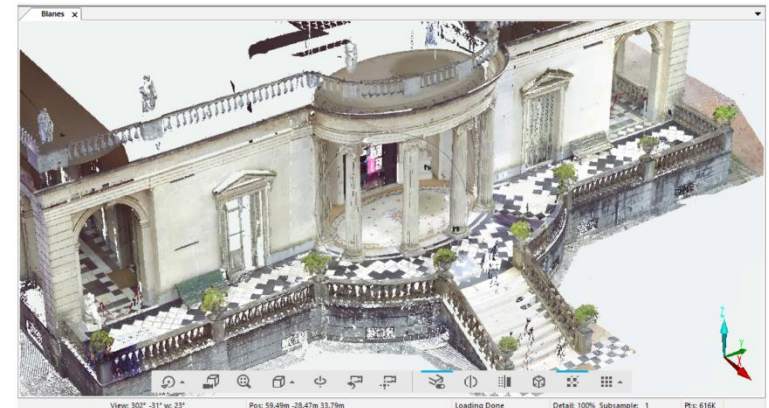 Blanes x
Z
Y
X
View: 302° -31° w: 23° Pos: 59.49m -28.47m 33.79m Loading Done Detail: 100% Subsample: 1 Pts: 616K